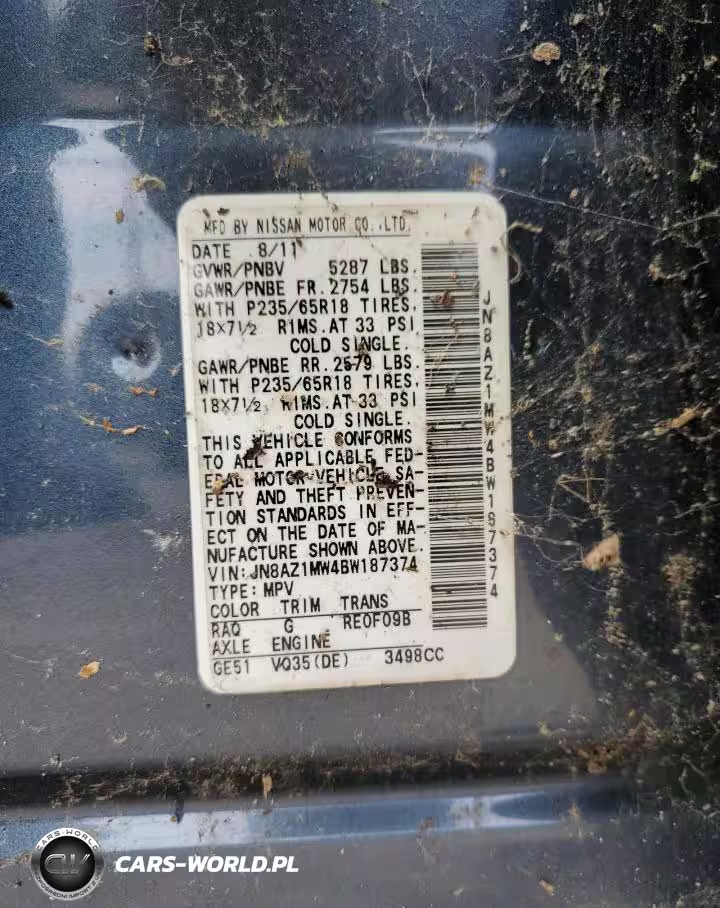 MFD BY NISSAN MOTOR CO.,LTD.
DATE 8/11
GVWR/PNBV 5287 LBS.
GAWR/PNBE FR. 2754 LBS.
WITH P235/65R18 TIRES,
18X7½ RIMS.AT 33 PSI
COLD SINGLE.
GAWR/PNBE RR. 2579 LBS.
WITH P235/65R18 TIRES,
18X7½ RIMS.AT 33 PSI
COLD SINGLE.
THIS VEHICLE CONFORMS
TO ALL APPLICABLE FED-
ERAL MOTOR VEHICLE SA-
FETY AND THEFT PREVEN-
TION STANDARDS IN EFF-
ECT ON THE DATE OF MA-
NUFACTURE SHOWN ABOVE.
VIN:JN8AZ1MW4BW187374
TYPE:MPV
COLOR TRIM TRANS
RAQ G RE0F09B
AXLE ENGINE
GE51 VQ35(DE) 3498CC
JN8AZ1MW4BW187374
CARS-WORLD
CW
CARS-WORLD.PL